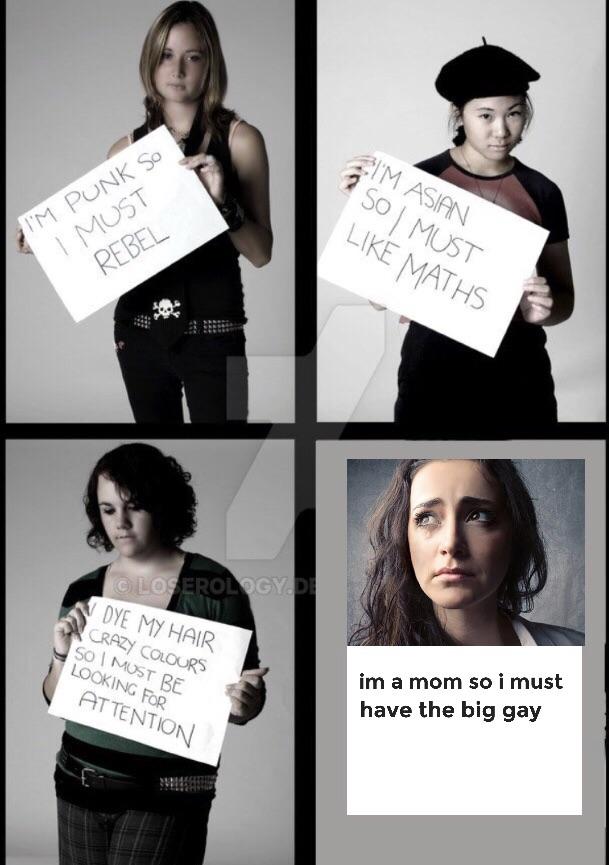 I'M PUNK SO
I MUST
REBEL
I'M ASIAN
SO I MUST
LIKE MATHS
© LOSEROLOGY.DE
I DYE MY HAIR
CRAZY COLOURS
SO I MUST BE
LOOKING FOR
ATTENTION
im a mom so i must
have the big gay